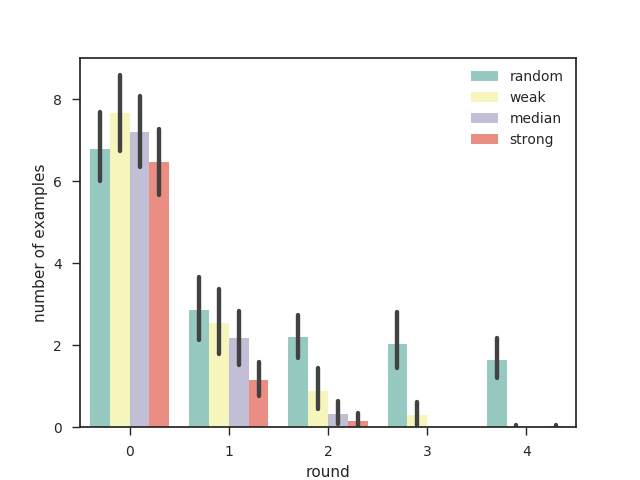 random
weak
median
strong
number of examples
8
6
4
2
0
0 1 2 3 4
round